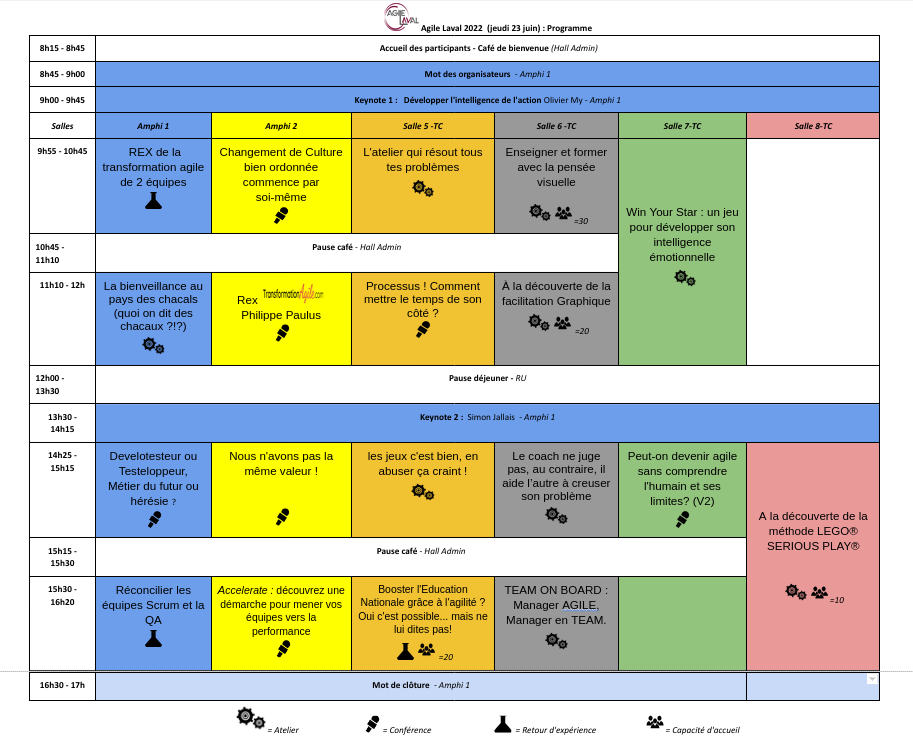 AGILE
LAVAL
Agile Laval 2022 (jeudi 23 juin) : Programme
8h15 - 8h45
Accueil des participants - Café de bienvenue (Hall Admin)
8h45 - 9h00
Mot des organisateurs - Amphi 1
9h00 - 9h45
Keynote 1 : Développer l'intelligence de l'action Olivier My - Amphi 1
Salles
Amphi 1
Amphi 2
Salle 5 -TC
Salle 6 -TC
Salle 7-TC
Salle 8-TC
9h55 - 10h45
REX de la
transformation agile
de 2 équipes
Changement de Culture
bien ordonnée
commence par
soi-même
L'atelier qui résout tous
tes problèmes
Enseigner et former
avec la pensée
visuelle
=30
Win Your Star : un jeu
pour développer son
intelligence
émotionnelle
10h45 -
11h10
Pause café - Hall Admin
11h10 - 12h
La bienveillance au
pays des chacals
(quoi on dit des
chacaux ?!?)
Rex TransformationAgile.com
Philippe Paulus
Processus ! Comment
mettre le temps de son
côté ?
À la découverte de la
facilitation Graphique
=20
12h00 -
13h30
Pause déjeuner - RU
13h30 -
14h15
Keynote 2 : Simon Jallais - Amphi 1
14h25 -
15h15
Develotesteur ou
Testeloppeur,
Métier du futur ou
hérésie ?
Nous n'avons pas la
même valeur !
les jeux c'est bien, en
abuser ça craint !
Le coach ne juge
pas, au contraire, il
aide l'autre à creuser
son problème
Peut-on devenir agile
sans comprendre
l'humain et ses
limites? (V2)
A la découverte de la
méthode LEGO®
SERIOUS PLAY®
=10
15h15 -
15h30
Pause café - Hall Admin
15h30 -
16h20
Réconcilier les
équipes Scrum et la
QA
Accelerate : découvrez une
démarche pour mener vos
équipes vers la
performance
Booster l'Education
Nationale grâce à l'agilité ?
Oui c'est possible... mais ne
lui dites pas!
=20
TEAM ON BOARD :
Manager AGILE,
Manager en TEAM.
16h30 - 17h
Mot de clôture - Amphi 1
= Atelier
= Conférence
= Retour d'expérience
= Capacité d'accueil